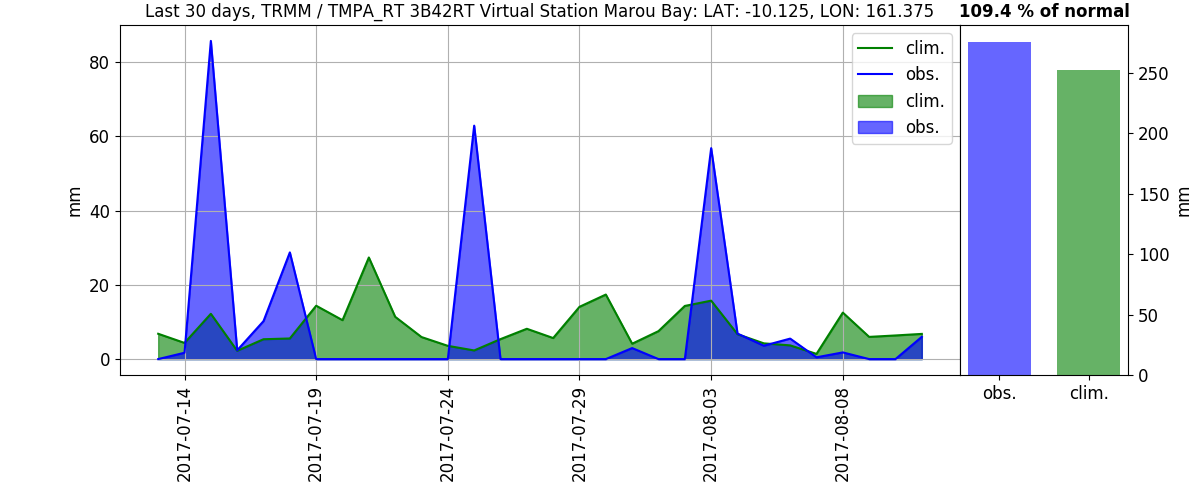 Last 30 days, TRMM / TMPA_RT 3B42RT Virtual Station Marou Bay: LAT: -10.125, LON: 161.375
109.4 % of normal
clim.
obs.
clim.
obs.
mm
80
60
40
20
0
2017-07-14
2017-07-19
2017-07-24
2017-07-29
2017-08-03
2017-08-08
250
200
150
100
50
0
mm
obs.
clim.